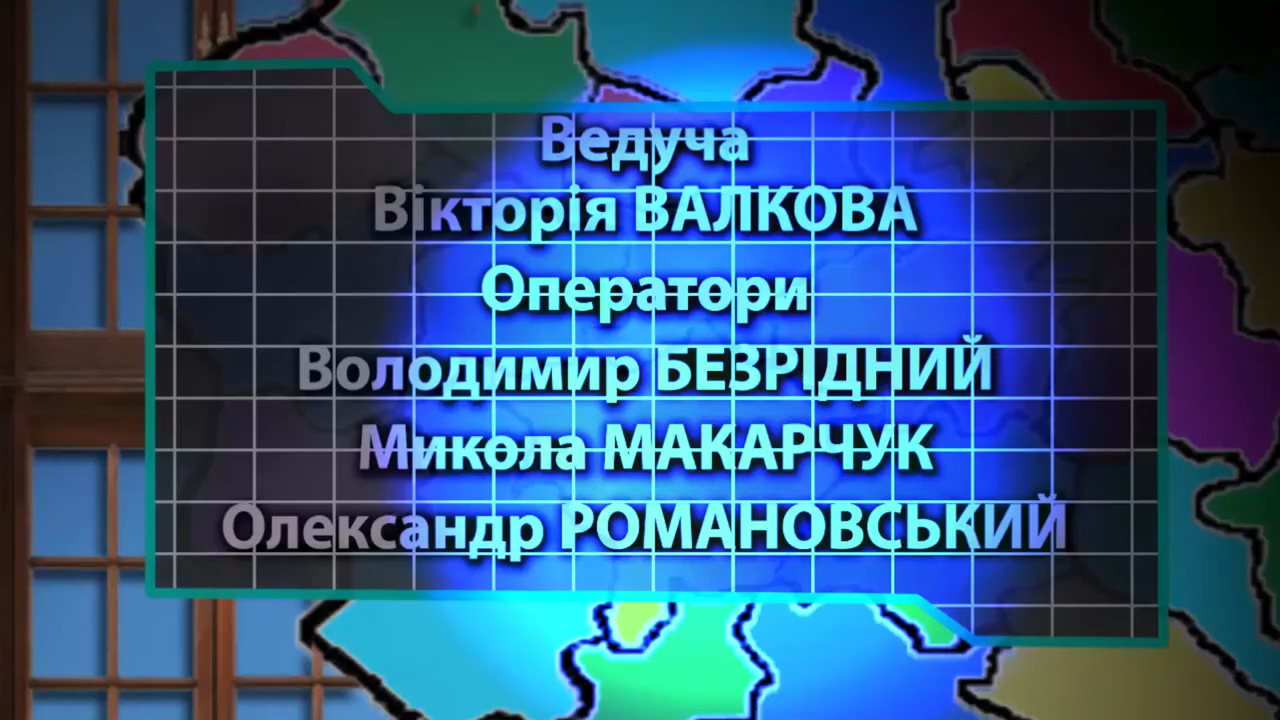 Ведуча
Вікторія ВАЛКОВА
Оператори
Володимир БЕЗРІДНИЙ
Микола МАКАРЧУК
Олександр РОМАНОВСЬКИЙ